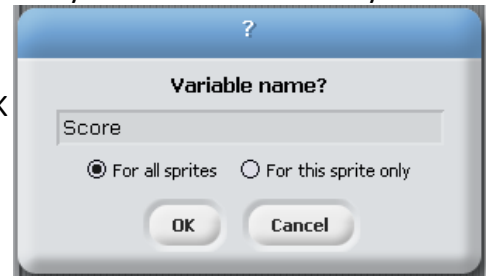 ?
Variable name?
K
Score
For all sprites For this sprite only
OK Cancel